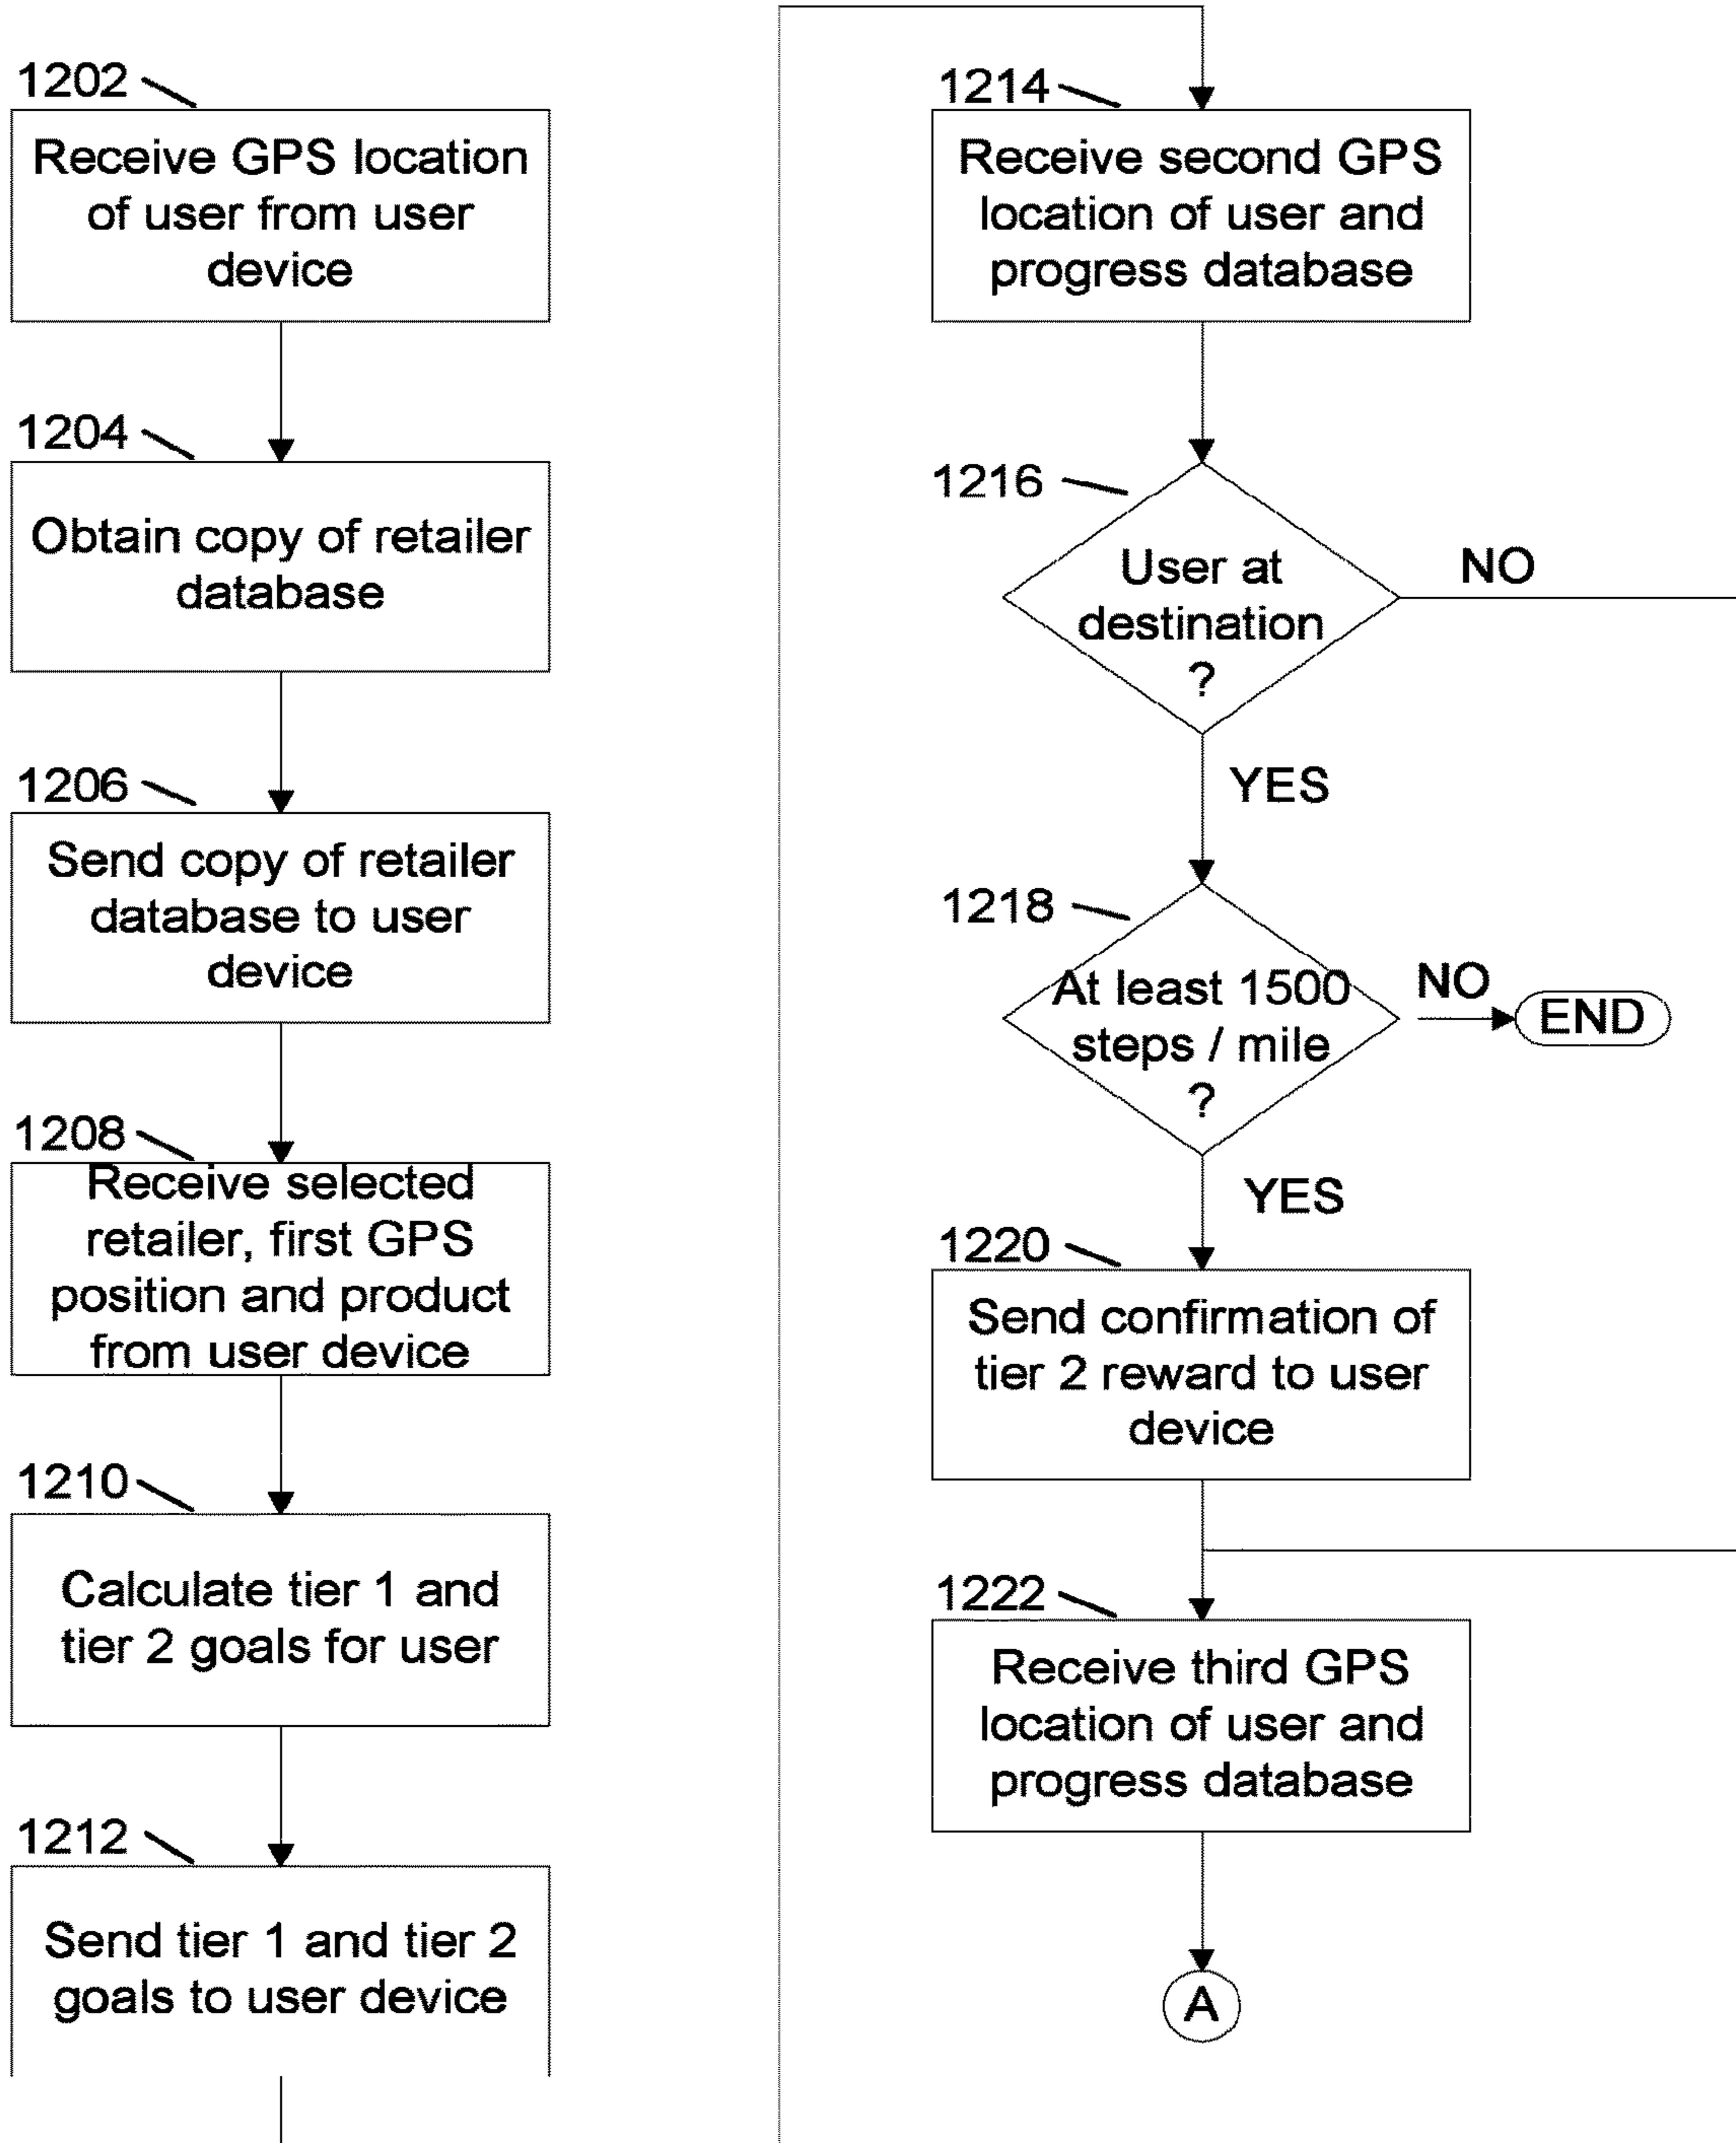 1202
Receive GPS location
of user from user
device
1204
Obtain copy of retailer
database
1206
Send copy of retailer
database to user
device
1208
Receive selected
retailer, first GPS
position and product
from user device
1210
Calculate tier 1 and
tier 2 goals for user
1212
Send tier 1 and tier 2
goals to user device
1214
Receive second GPS
location of user and
progress database
1216
User at
destination
?
NO
YES
1218
At least 1500
steps / mile
?
NO
END
YES
1220
Send confirmation of
tier 2 reward to user
device
1222
Receive third GPS
location of user and
progress database
A